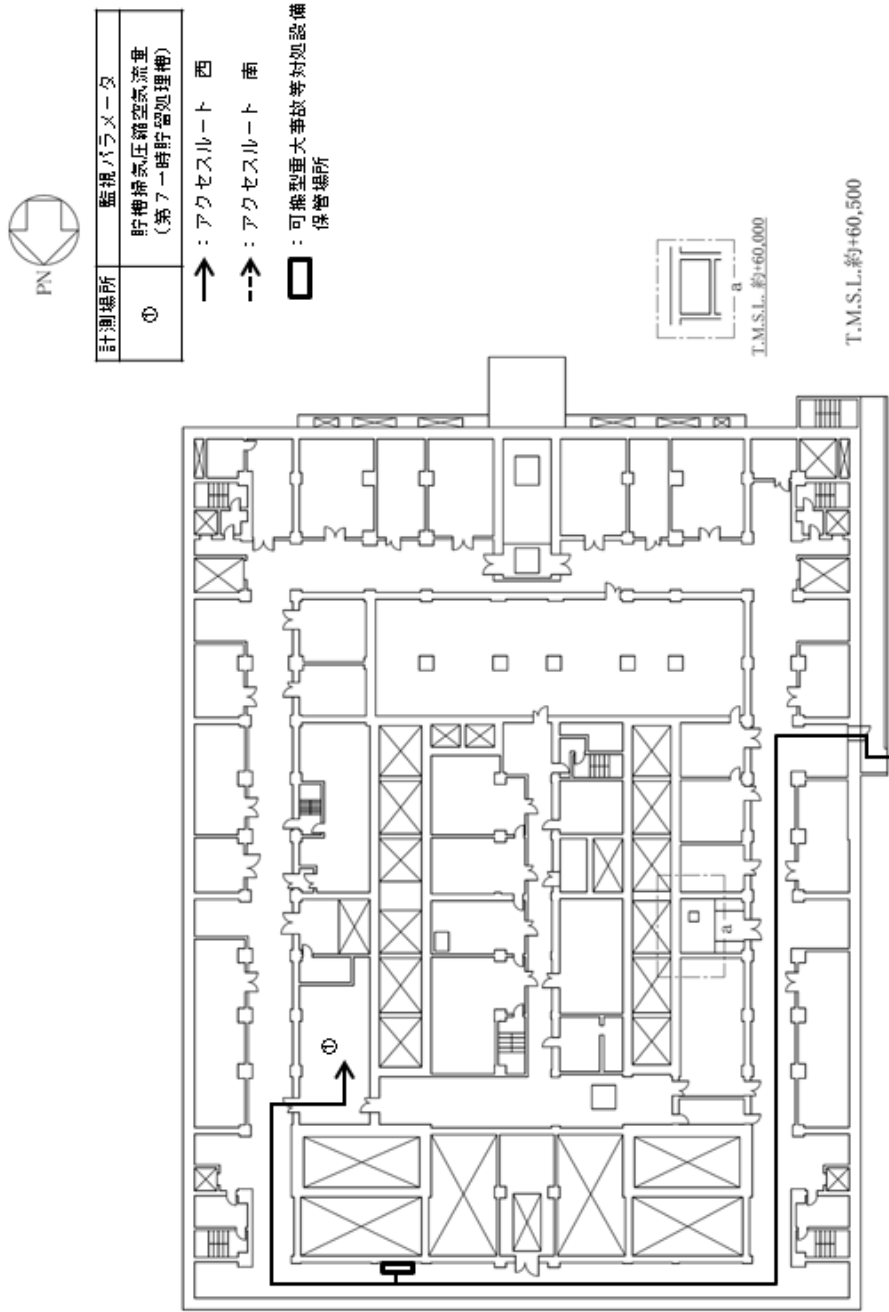 PN
計測場所 監視パラメータ
① 貯槽掃気圧縮空気流量
(第7一時貯留処理槽)
: アクセスルート 西
: アクセスルート 南
: 可搬型重大事故等対処設備
保管場所
①
a
a
T.M.S.L. 約+60,000
T.M.S.L.約+60,500